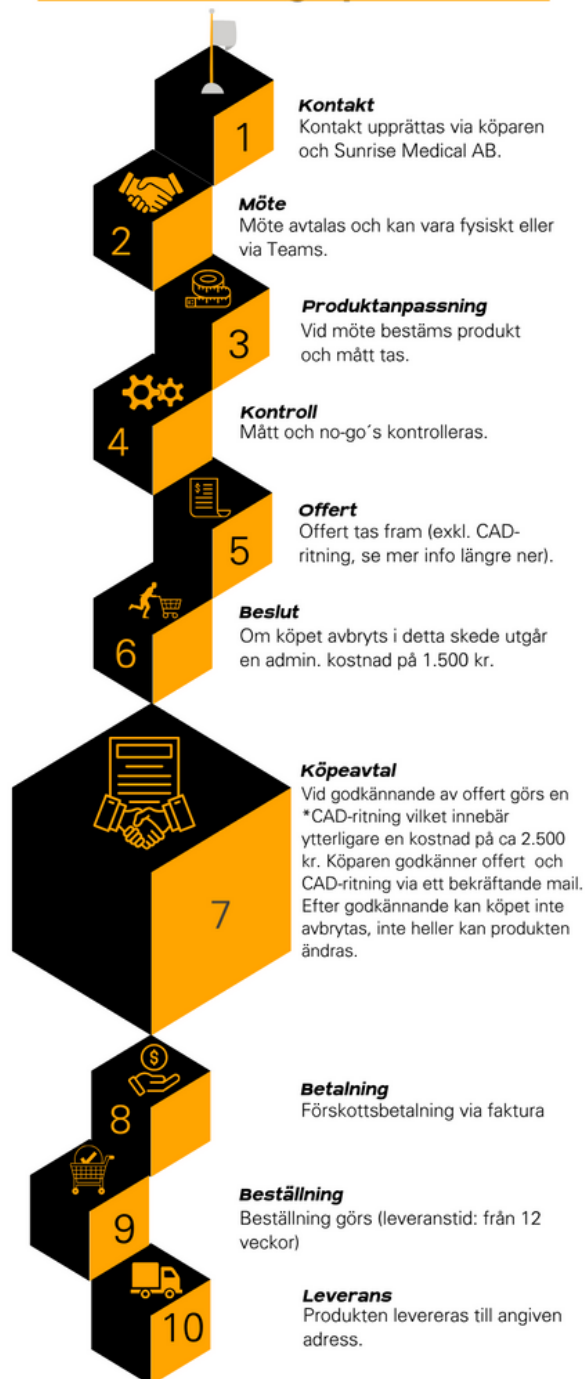 1
Kontakt
Kontakt upprättas via köparen
och Sunrise Medical AB.
2
Möte
Möte avtalas och kan vara fysiskt eller
via Teams.
3
Produktanpassning
Vid möte bestäms produkt
och mått tas.
4
Kontroll
Mått och no-go´s kontrolleras.
5
Offert
Offert tas fram (exkl. CAD-
ritning, se mer info längre ner).
6
Beslut
Om köpet avbryts i detta skede utgår
en admin. kostnad på 1.500 kr.
7
Köpeavtal
Vid godkännande av offert görs en
*CAD-ritning vilket innebär
ytterligare en kostnad på ca 2.500
kr. Köparen godkänner offert och
CAD-ritning via ett bekräftande mail.
Efter godkännande kan köpet inte
avbrytas, inte heller kan produkten
ändras.
8
Betalning
Förskottsbetalning via faktura
9
Beställning
Beställning görs (leveranstid: från 12
veckor)
10
Leverans
Produkten levereras till angiven
adress.